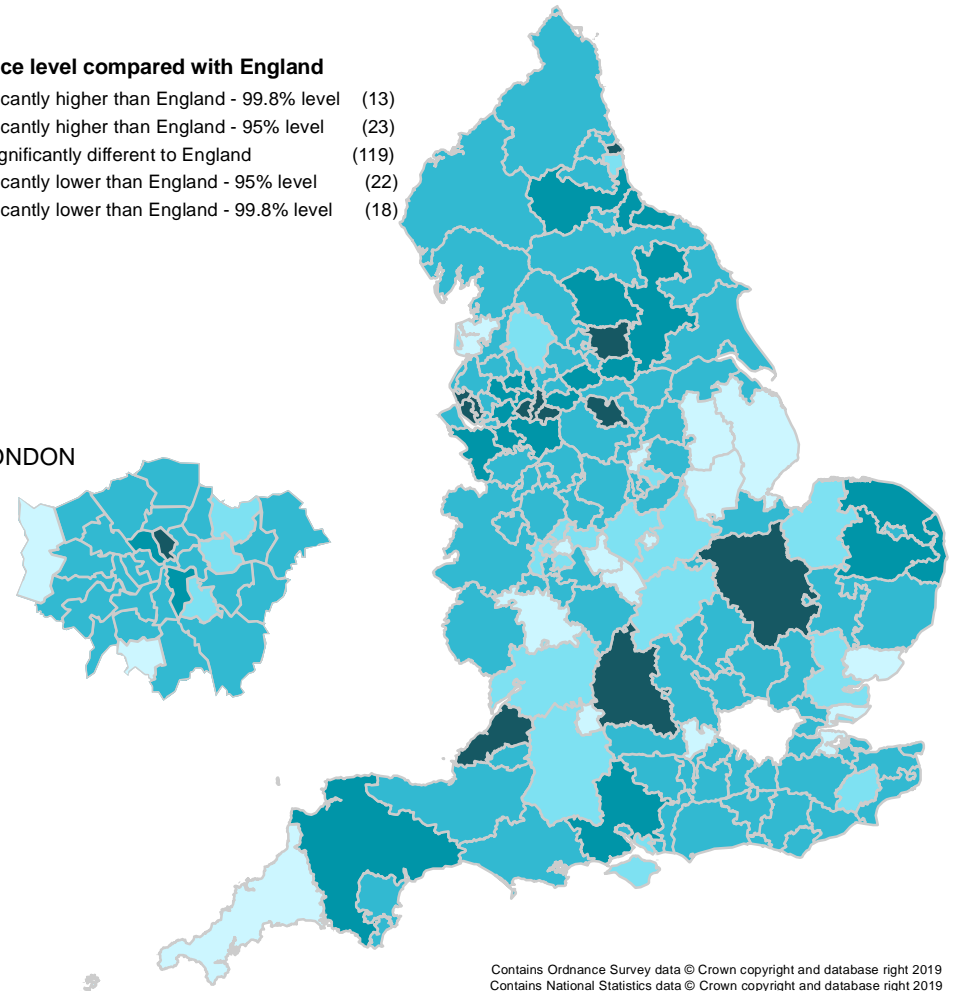 ce level compared with England
cantly higher than England - 99.8% level (13)
cantly higher than England - 95% level (23)
gnificantly different to England (119)
cantly lower than England - 95% level (22)
cantly lower than England - 99.8% level (18)
ONDON
Contains Ordnance Survey data © Crown copyright and database right 2019
Contains National Statistics data © Crown copyright and database right 2019